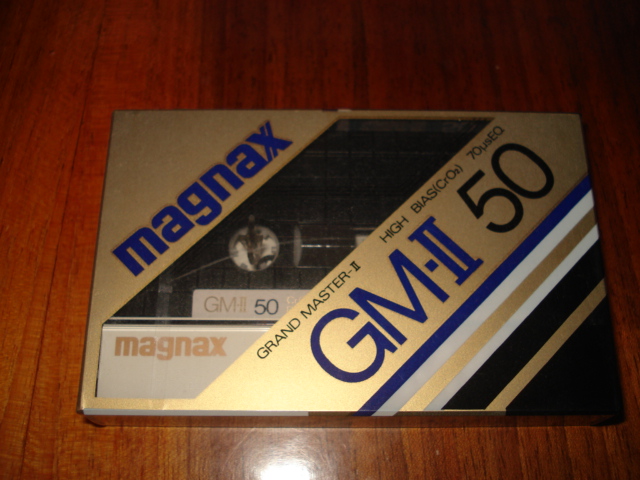 magnax
GRAND MASTER-II
HIGH BIAS(CrO₂) 70µsEQ
GM-II 50
GM-II 50
magnax